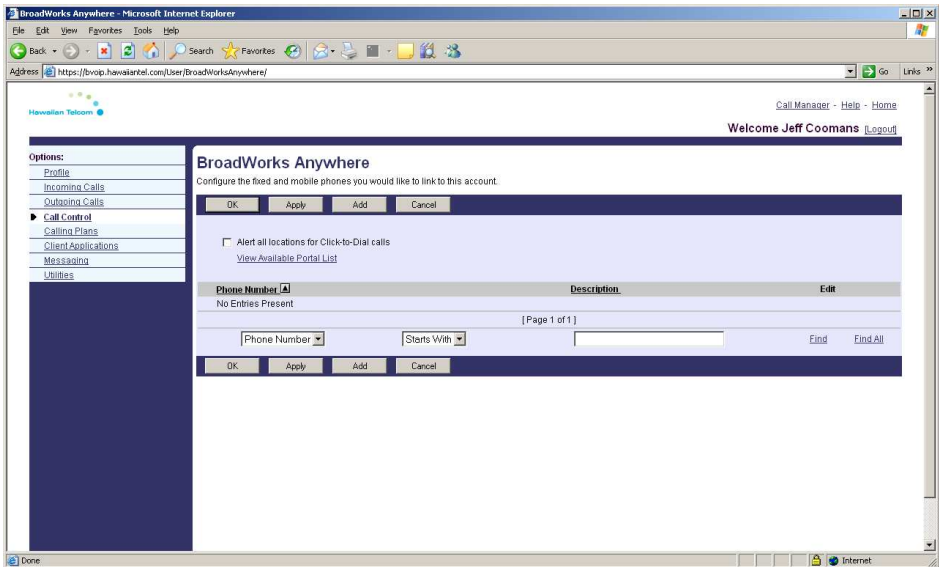 BroadWorks Anywhere - Microsoft Internet Explorer
File Edit View Favorites Tools Help
Back Search Favorites
Address https://bvoip.hawaiiantel.com/User/BroadWorksAnywhere/ Go Links »
Hawaiian Telcom
Call Manager - Help - Home
Welcome Jeff Coomans [Logout]
Options:
Profile
Incoming Calls
Outgoing Calls
Call Control
Calling Plans
Client Applications
Messaging
Utilities
BroadWorks Anywhere
Configure the fixed and mobile phones you would like to link to this account.
OK Apply Add Cancel
Alert all locations for Click-to-Dial calls
View Available Portal List
Phone Number Description Edit
No Entries Present
[ Page 1 of 1 ]
Phone Number Starts With Find Find All
OK Apply Add Cancel
Done Internet